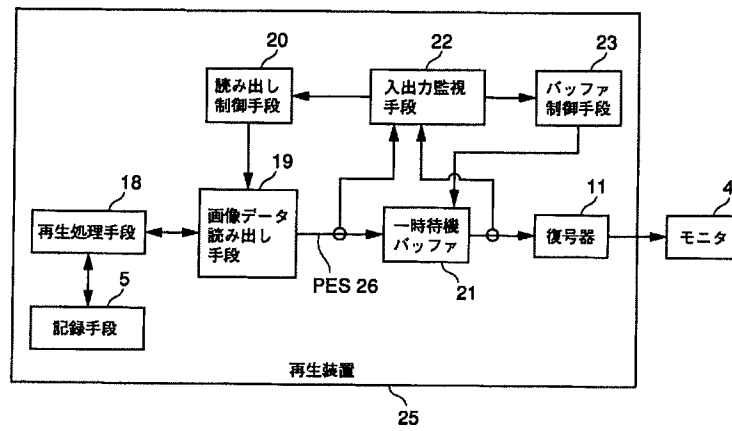 20
読み出し
制御手段
22
入出力監視
手段
23
バッファ
制御手段
18
再生処理手段
19
画像データ
読み出し
手段
PES 26
一時待機
バッファ
21
11
復号器
4
モニタ
5
記録手段
再生装置
25